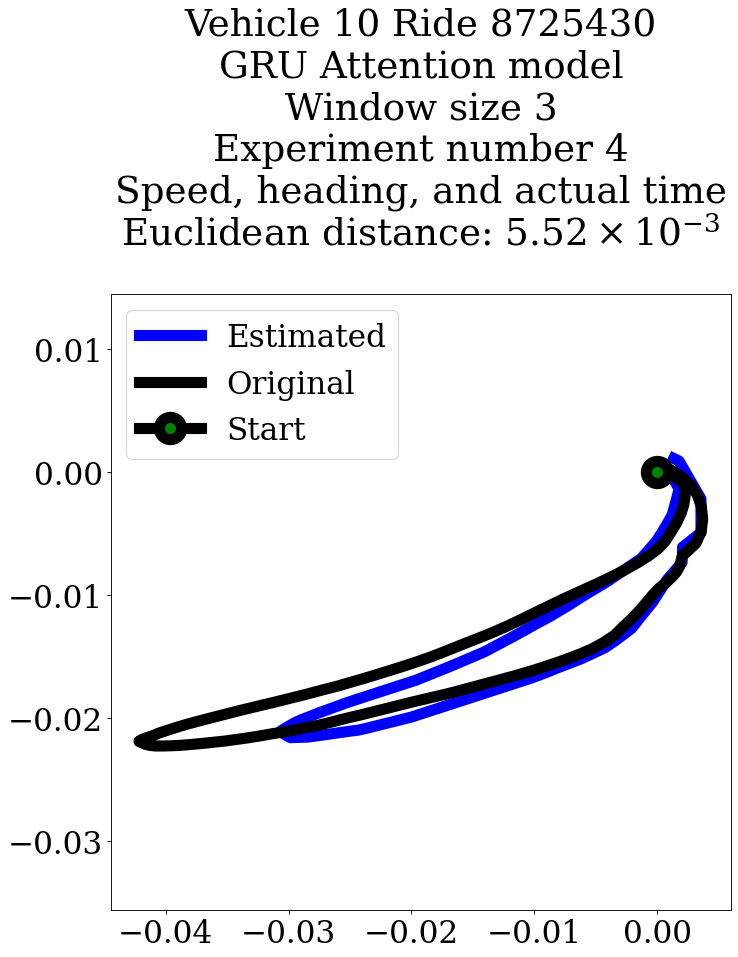 Vehicle 10 Ride 8725430
GRU Attention model
Window size 3
Experiment number 4
Speed, heading, and actual time
Euclidean distance: 5.52 × 10⁻³
Estimated
Original
Start
0.01
0.00
−0.01
−0.02
−0.03
−0.04 −0.03 −0.02 −0.01 0.00